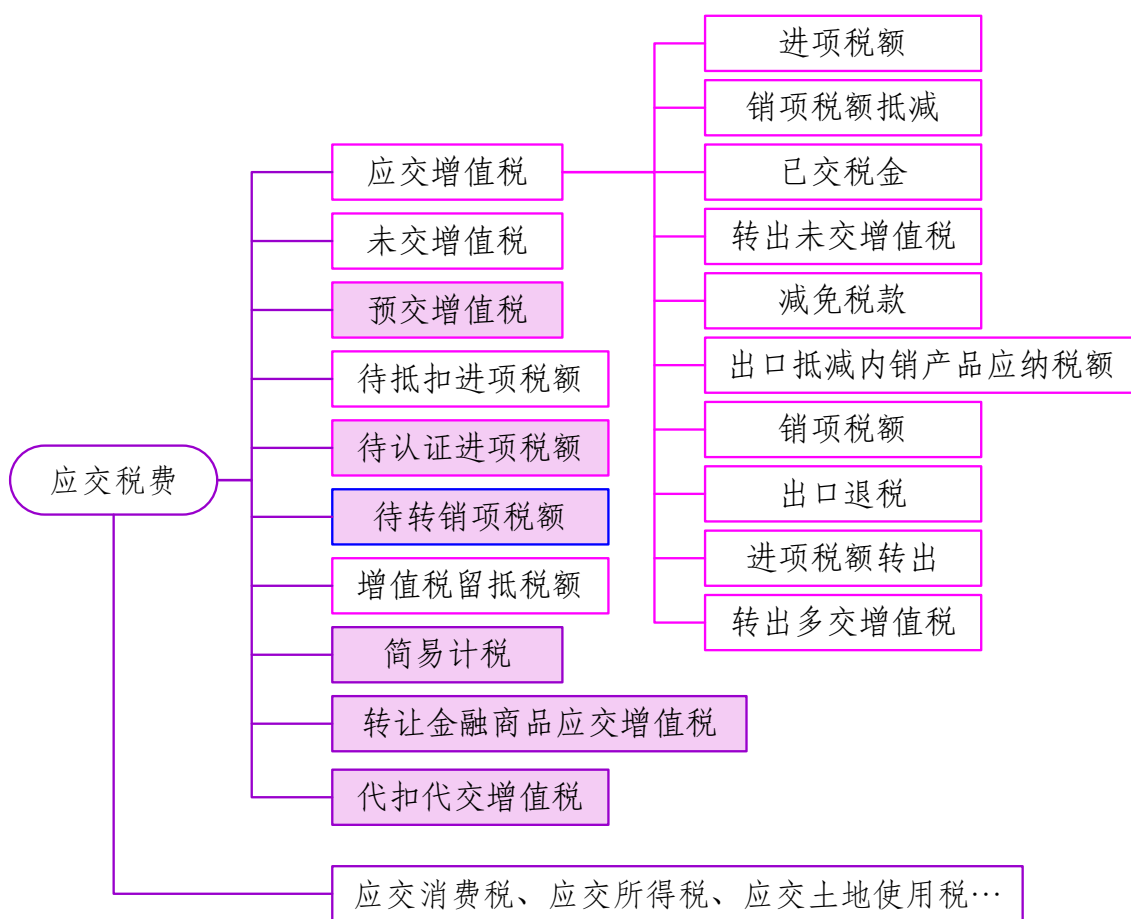 应交税费
应交增值税
未交增值税
预交增值税
待抵扣进项税额
待认证进项税额
待转销项税额
增值税留抵税额
简易计税
转让金融商品应交增值税
代扣代交增值税
应交消费税、应交所得税、应交土地使用税…
进项税额
销项税额抵减
已交税金
转出未交增值税
减免税款
出口抵减内销产品应纳税额
销项税额
出口退税
进项税额转出
转出多交增值税